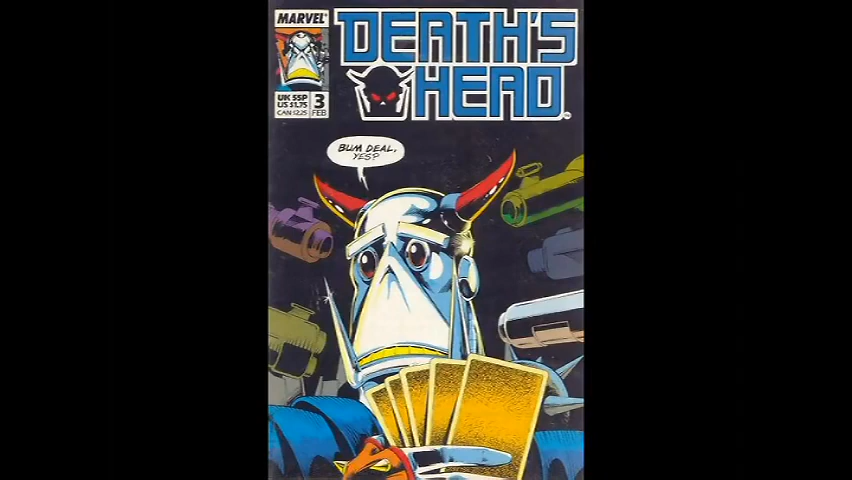 MARVEL
DEATH'S
HEAD
UK 55P
US $1.75
CAN $2.25
3
FEB
BUM DEAL,
YES?